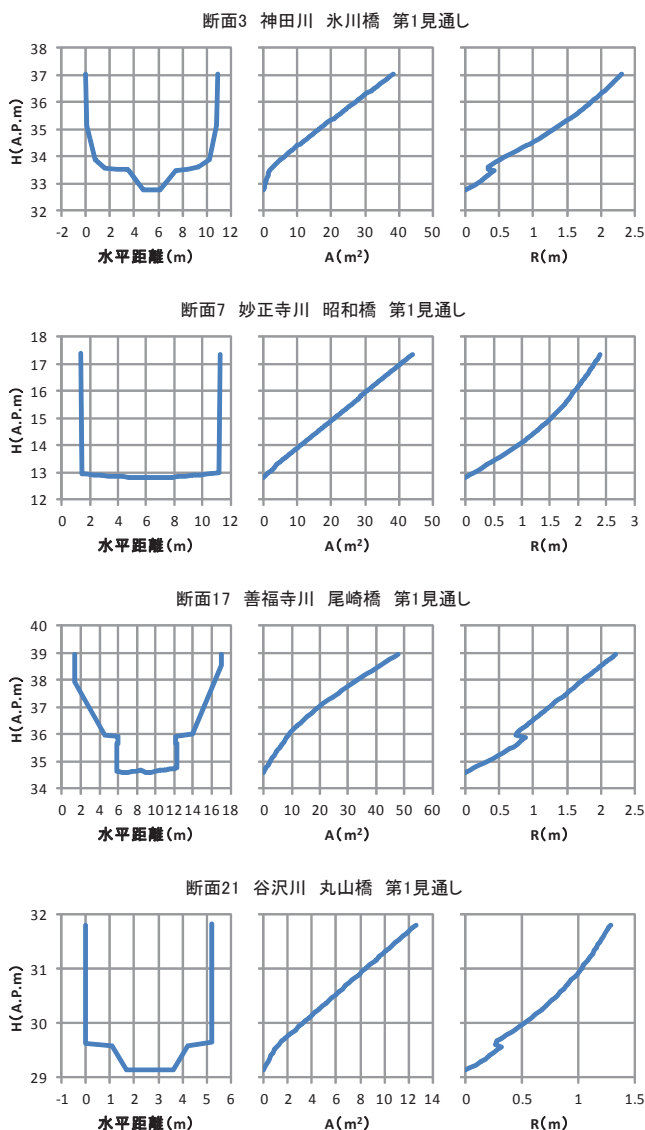 断面3 神田川 氷川橋 第1見通し
H(A.P.m)
38
37
36
35
34
33
32
-2 0 2 4 6 8 10 12
水平距離(m)
0 10 20 30 40 50
A(m²)
0 0.5 1 1.5 2 2.5
R(m)
断面7 妙正寺川 昭和橋 第1見通し
H(A.P.m)
18
17
16
15
14
13
12
0 2 4 6 8 10 12
水平距離(m)
0 10 20 30 40 50
A(m²)
0 0.5 1 1.5 2 2.5 3
R(m)
断面17 善福寺川 尾崎橋 第1見通し
H(A.P.m)
40
39
38
37
36
35
34
0 2 4 6 8 10 12 14 16 18
水平距離(m)
0 10 20 30 40 50 60
A(m²)
0 0.5 1 1.5 2 2.5
R(m)
断面21 谷沢川 丸山橋 第1見通し
H(A.P.m)
32
31
30
29
-1 0 1 2 3 4 5 6
水平距離(m)
0 2 4 6 8 10 12 14
A(m²)
0 0.5 1 1.5
R(m)